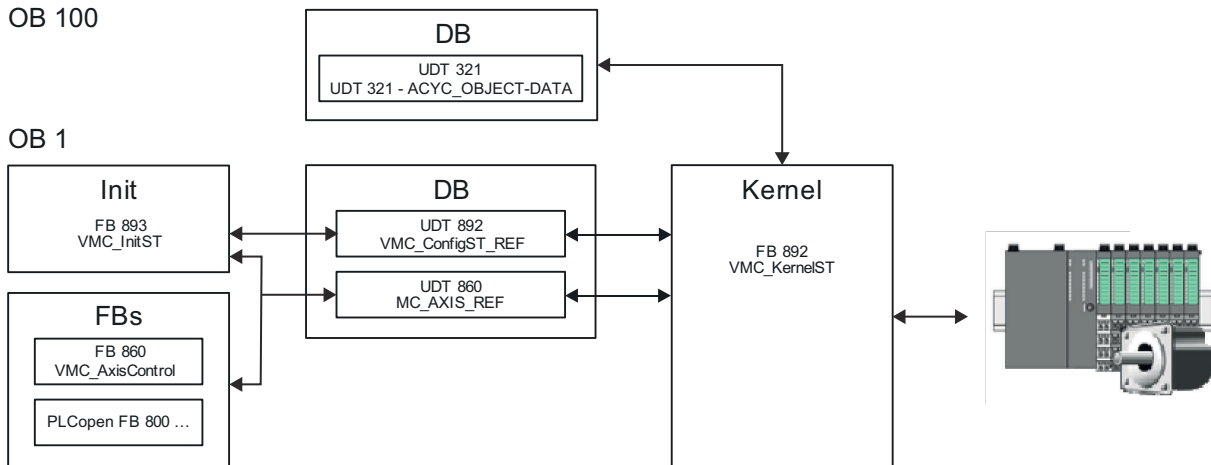 OB 100
DB
UDT 321
UDT 321 - ACYC_OBJECT-DATA
OB 1
Init
FB 893
VMC_InitST
DB
UDT 892
VMC_ConfigST_REF
UDT 860
MC_AXIS_REF
Kernel
FB 892
VMC_KernelST
FBs
FB 860
VMC_AxisControl
PLCopen FB 800 ...